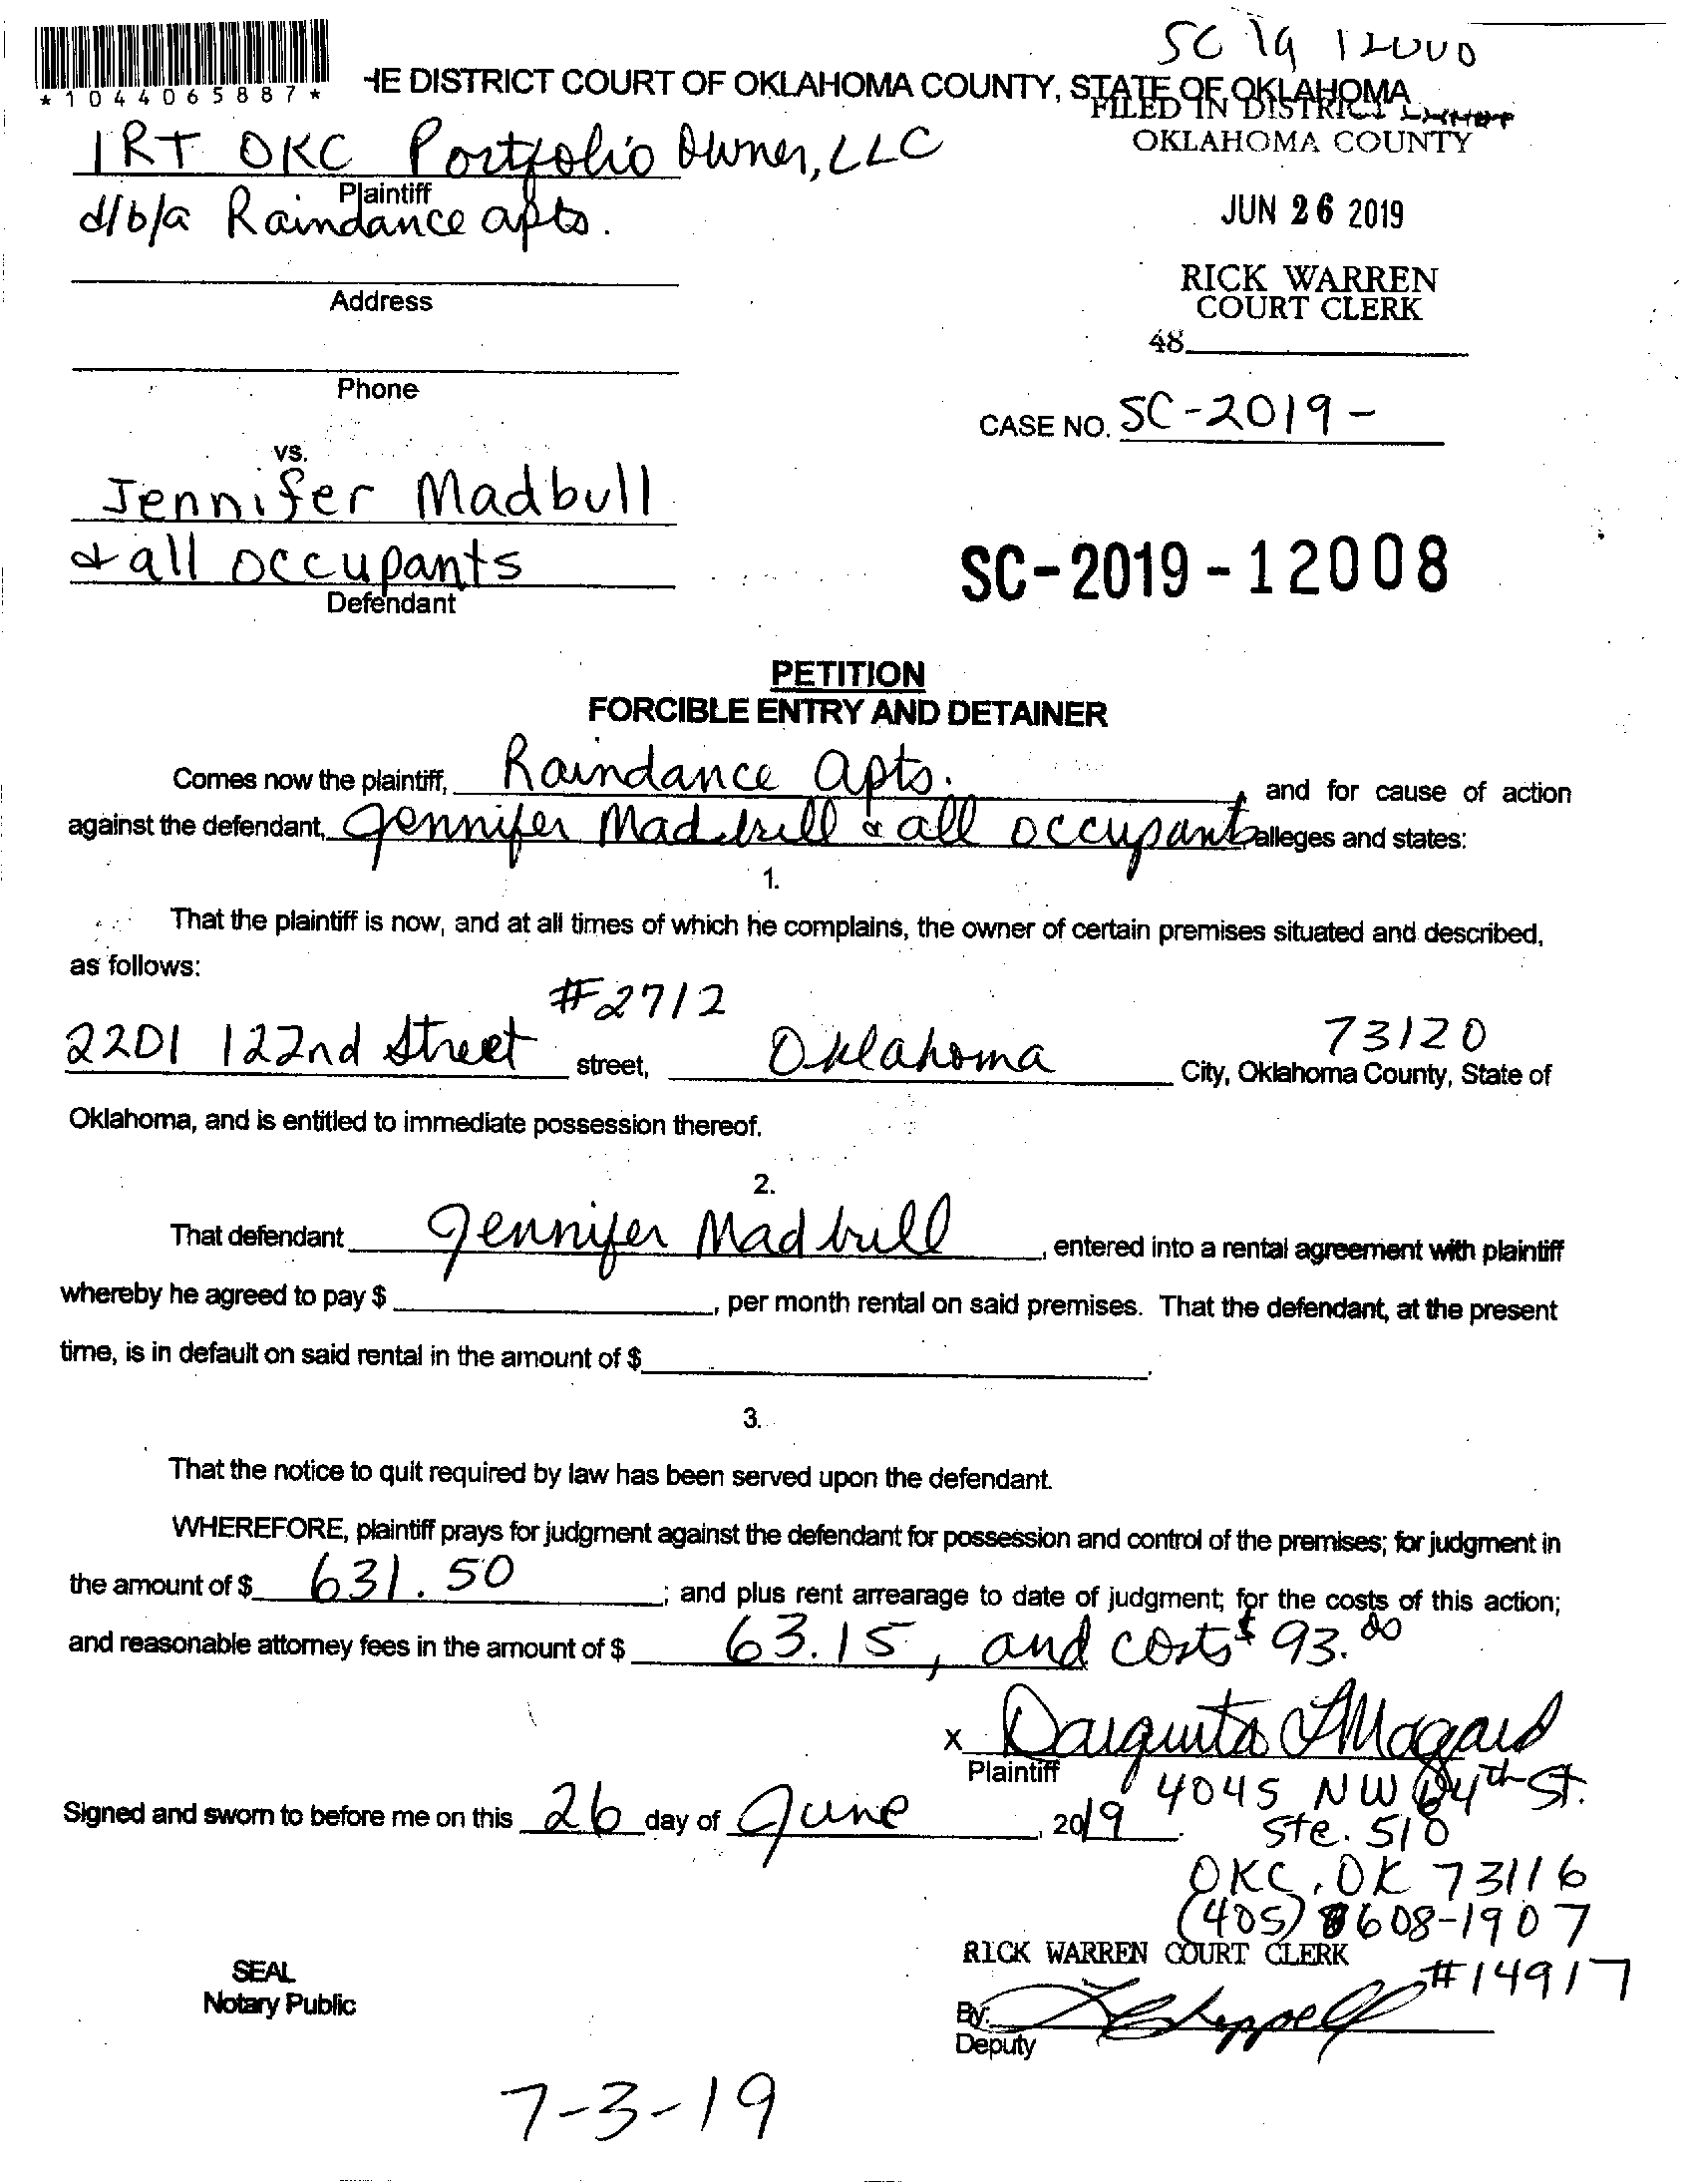 SC 19 12000
*1044065887*
HE DISTRICT COURT OF OKLAHOMA COUNTY, STATE OF OKLAHOMA
FILED IN DISTRICT COURT
OKLAHOMA COUNTY
IRT OKC Portfolio Owner, LLC
Plaintiff
d/b/a Raindance apts.
JUN 26 2019
RICK WARREN
COURT CLERK
Address
48
Phone
CASE NO. SC-2019-
vs.
Jennifer Madbull
& all occupants
Defendant
SC-2019-12008
PETITION
FORCIBLE ENTRY AND DETAINER
Comes now the plaintiff, Raindance apts. and for cause of action
against the defendant, Jennifer Madbull & all occupants alleges and states:
1.
That the plaintiff is now, and at all times of which he complains, the owner of certain premises situated and described,
as follows:
#2712
2201 122nd Street street, Oklahoma 73120 City, Oklahoma County, State of
Oklahoma, and is entitled to immediate possession thereof.
2.
That defendant Jennifer Madbull, entered into a rental agreement with plaintiff
whereby he agreed to pay $, per month rental on said premises. That the defendant, at the present
time, is in default on said rental in the amount of $.
3.
That the notice to quit required by law has been served upon the defendant.
WHEREFORE, plaintiff prays for judgment against the defendant for possession and control of the premises; for judgment in
the amount of $ 631.50; and plus rent arrearage to date of judgment; for the costs of this action;
and reasonable attorney fees in the amount of $ 63.15, and costs $ 93.00
x
Plaintiff
4045 NW 64th St.
Signed and sworn to before me on this 26 day of June, 2019.
Ste. 510
OKC, OK 73116
(405) 608-1907
RICK WARREN COURT CLERK
#14917
SEAL
Notary Public
By:
Deputy
7-3-19